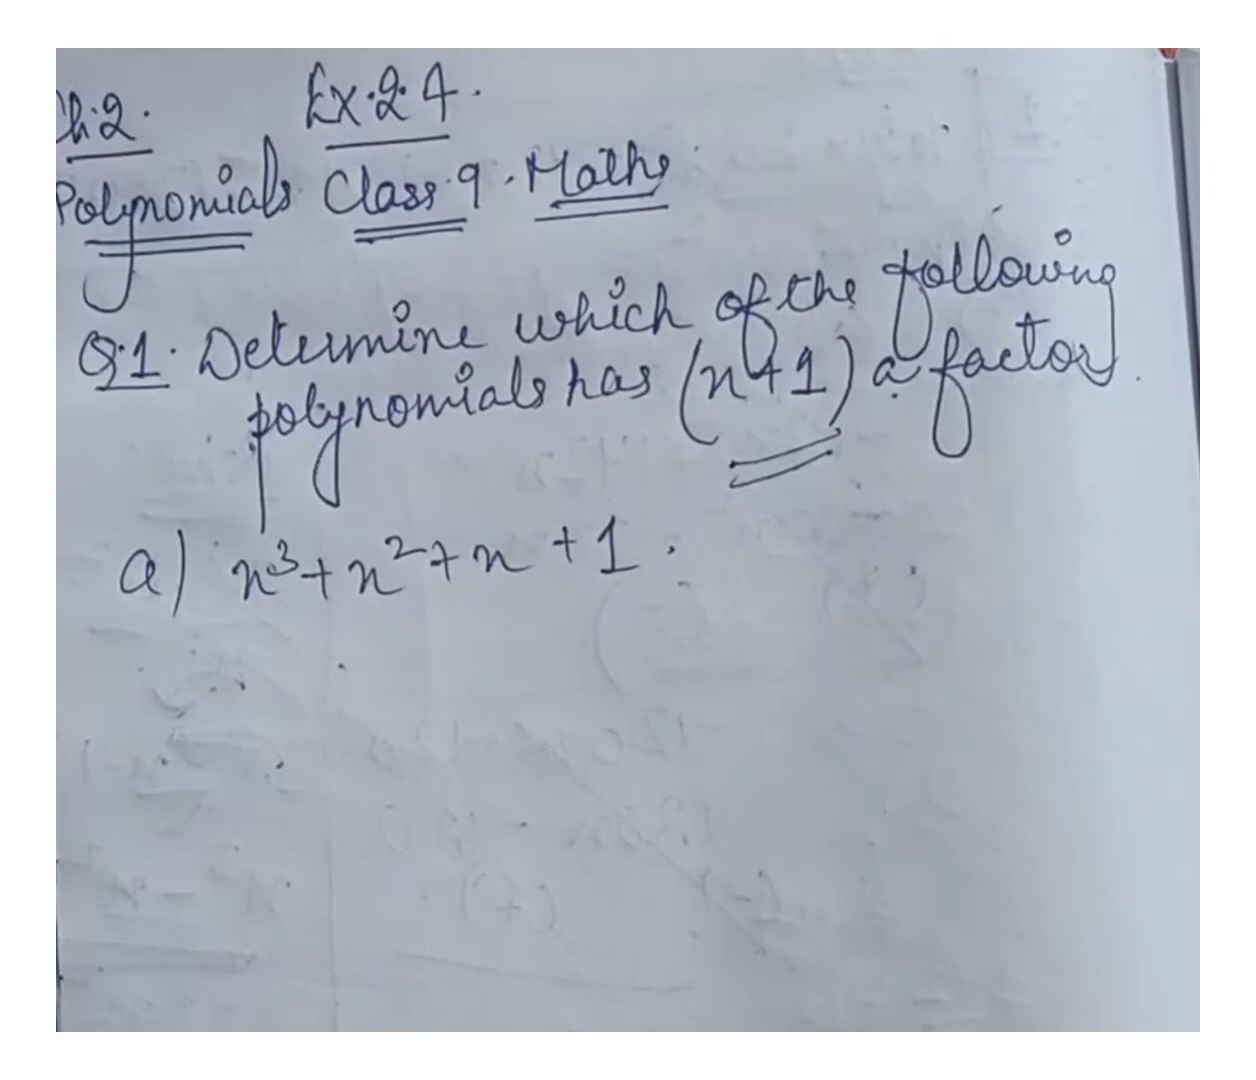 Ch.2. Ex.2.4.
Polynomials Class 9. Maths
Q.1. Determine which of the following
polynomials has (x+1) a factor.
a) x³+x²+x+1.